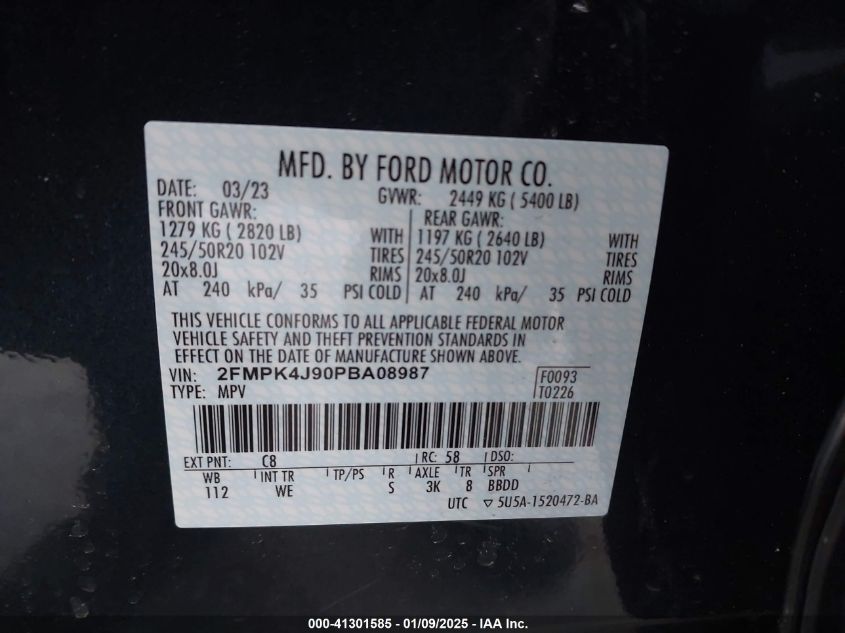 MFD. BY FORD MOTOR CO.
DATE: 03/23 GVWR: 2449 KG ( 5400 LB)
FRONT GAWR: REAR GAWR:
1279 KG ( 2820 LB) WITH 1197 KG ( 2640 LB) WITH
245/50R20 102V TIRES 245/50R20 102V TIRES
20x8.0J RIMS 20x8.0J RIMS
AT 240 kPa/ 35 PSI COLD AT 240 kPa/ 35 PSI COLD
THIS VEHICLE CONFORMS TO ALL APPLICABLE FEDERAL MOTOR
VEHICLE SAFETY AND THEFT PREVENTION STANDARDS IN
EFFECT ON THE DATE OF MANUFACTURE SHOWN ABOVE.
VIN: 2FMPK4J90PBA08987 F0093
TYPE: MPV T0226
EXT PNT: C8 RC: 58 DSO:
WB INT TR TP/PS R AXLE TR SPR
112 WE S 3K 8 BBDD
UTC ▽ 5U5A-1520472-BA
000-41301585 - 01/09/2025 - IAA Inc.